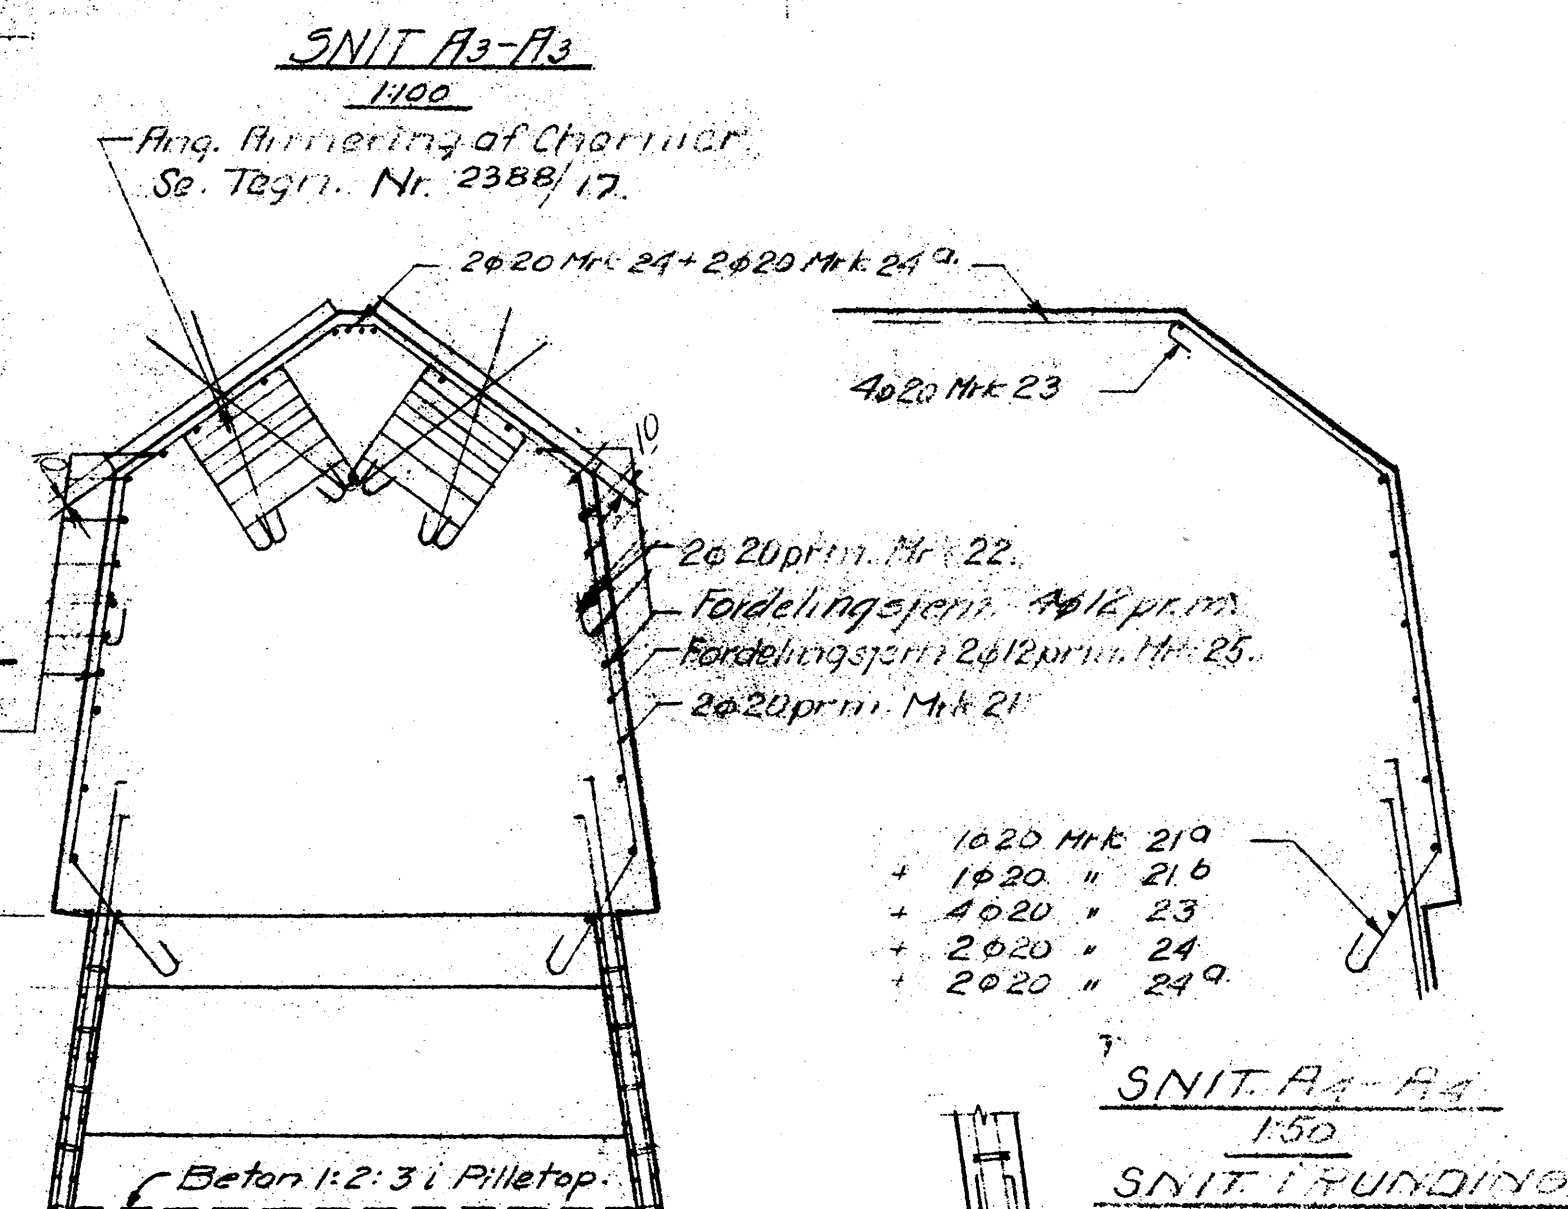 SNIT A3-A3
1:100
Ang. Armering af Charnier.
Se. Tegn. Nr. 2388/17.
2ϕ20 Mrk 24 + 2ϕ20 Mrk 24a.
4ϕ20 Mrk 23
10
10
2ϕ20 pr.m. Mrk 22.
Fordelingsjern 4ϕ12 pr.m.
Fordelingsjern 2ϕ12 pr.m. Mrk 25.
2ϕ20 pr.m. Mrk 21
1ϕ20 Mrk 21a
+ 1ϕ20 " 21b
+ 4ϕ20 " 23
+ 2ϕ20 " 24
+ 2ϕ20 " 24a.
SNIT. A4-A4
1:50
SNIT. i RUNDING
Beton 1:2:3 i Pilletop.